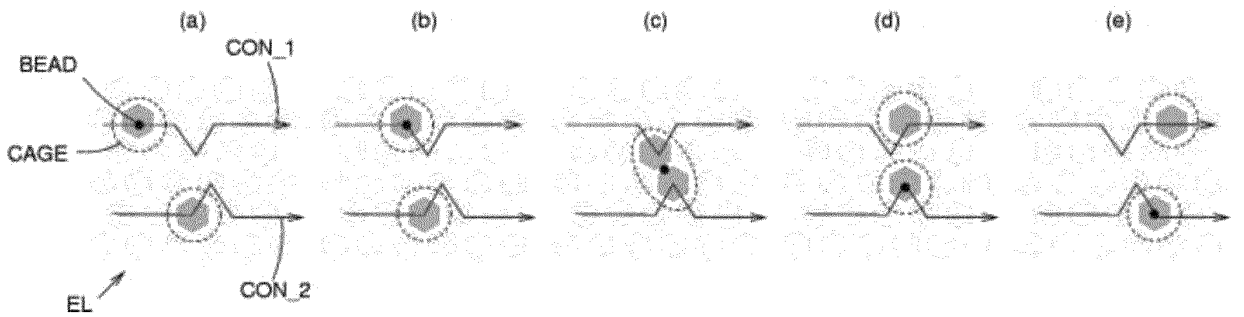 (a) (b) (c) (d) (e)
CON_1
BEAD
CAGE
CON_2
EL